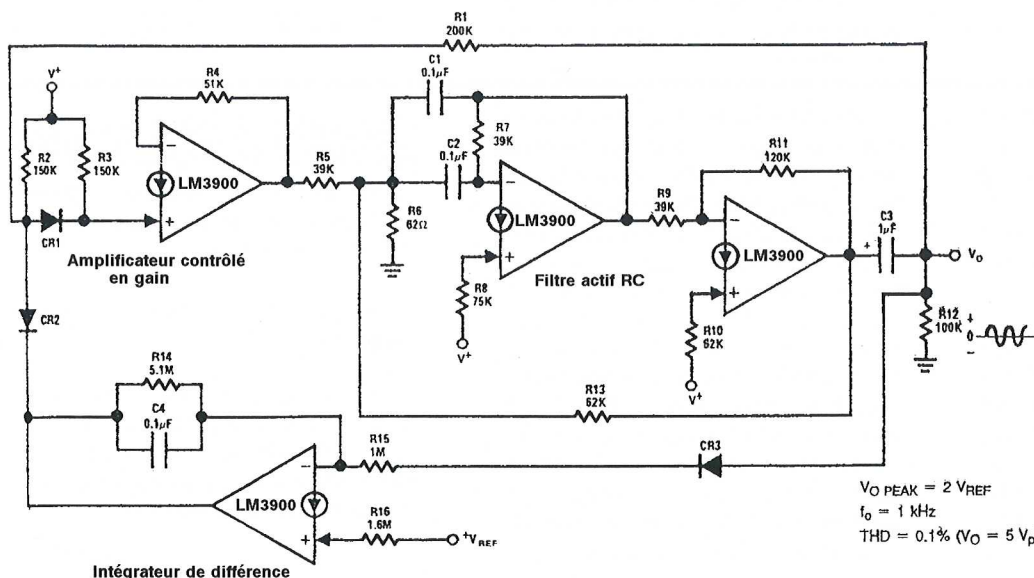 R1
200K
V+
R4
51K
C1
0.1µF
R2
150K
R3
150K
R7
39K
C2
0.1µF
R5
39K
R11
120K
-
LM3900
+
CR1
R6
62Ω
-
LM3900
+
R9
39K
-
LM3900
+
C3
1µF
+
Vo
Amplificateur contrôlé
en gain
Filtre actif RC
R8
75K
V+
R10
62K
V+
R12
100K
+
0
-
CR2
R14
5.1M
C4
0.1µF
R13
62K
CR3
R15
1M
-
LM3900
+
R16
1.6M
+VREF
VO PEAK = 2 VREF
fo = 1 kHz
THD = 0.1% (VO = 5 Vp
Intégrateur de différence